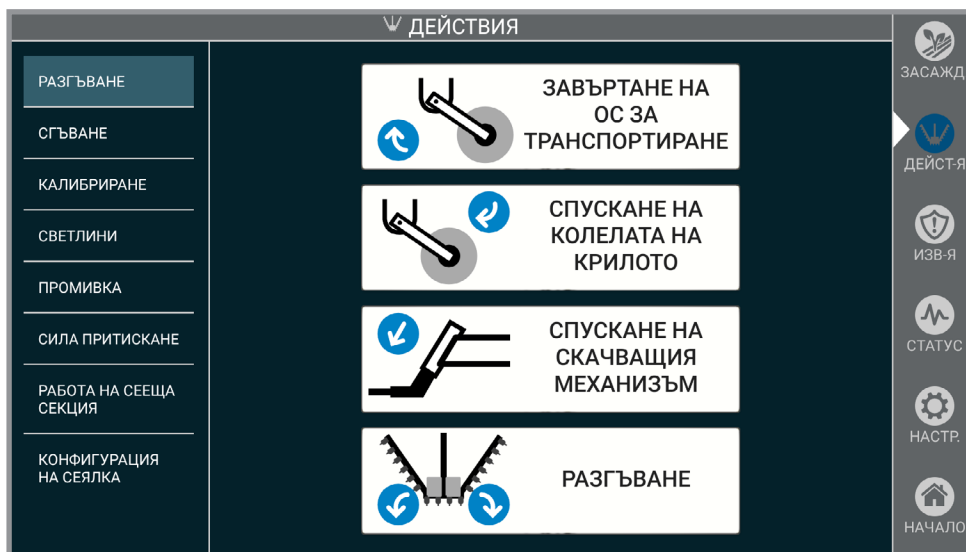 ДЕЙСТВИЯ
РАЗГЪВАНЕ
СГЪВАНЕ
КАЛИБРИРАНЕ
СВЕТЛИНИ
ПРОМИВКА
СИЛА ПРИТИСКАНЕ
РАБОТА НА СЕЕЩА
СЕКЦИЯ
КОНФИГУРАЦИЯ
НА СЕЯЛКА
ЗАВЪРТАНЕ НА
ОС ЗА
ТРАНСПОРТИРАНЕ
СПУСКАНЕ НА
КОЛЕЛАТА НА
КРИЛОТО
СПУСКАНЕ НА
СКАЧВАЩИЯ
МЕХАНИЗЪМ
РАЗГЪВАНЕ
ЗАСАЖД
ДЕЙСТ-Я
ИЗВ-Я
СТАТУС
НАСТР.
НАЧАЛО